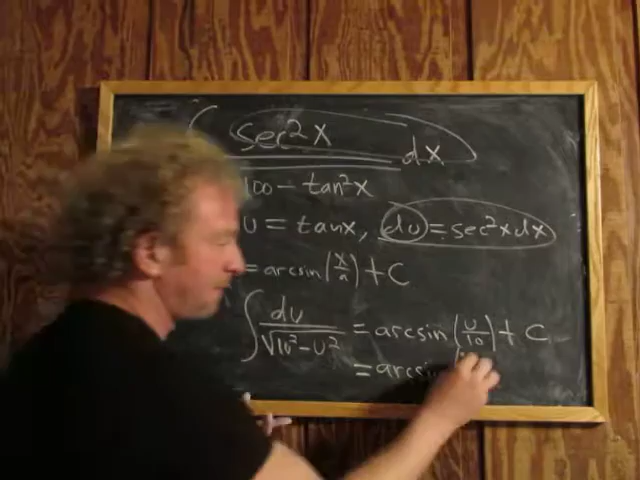 ∫ sec²x dx
100 - tan²x
u = tanx, du = sec²x dx
= arcsin(x/a) + C
∫ du/√(10² - u²) = arcsin(u/10) + C
= arcsin(